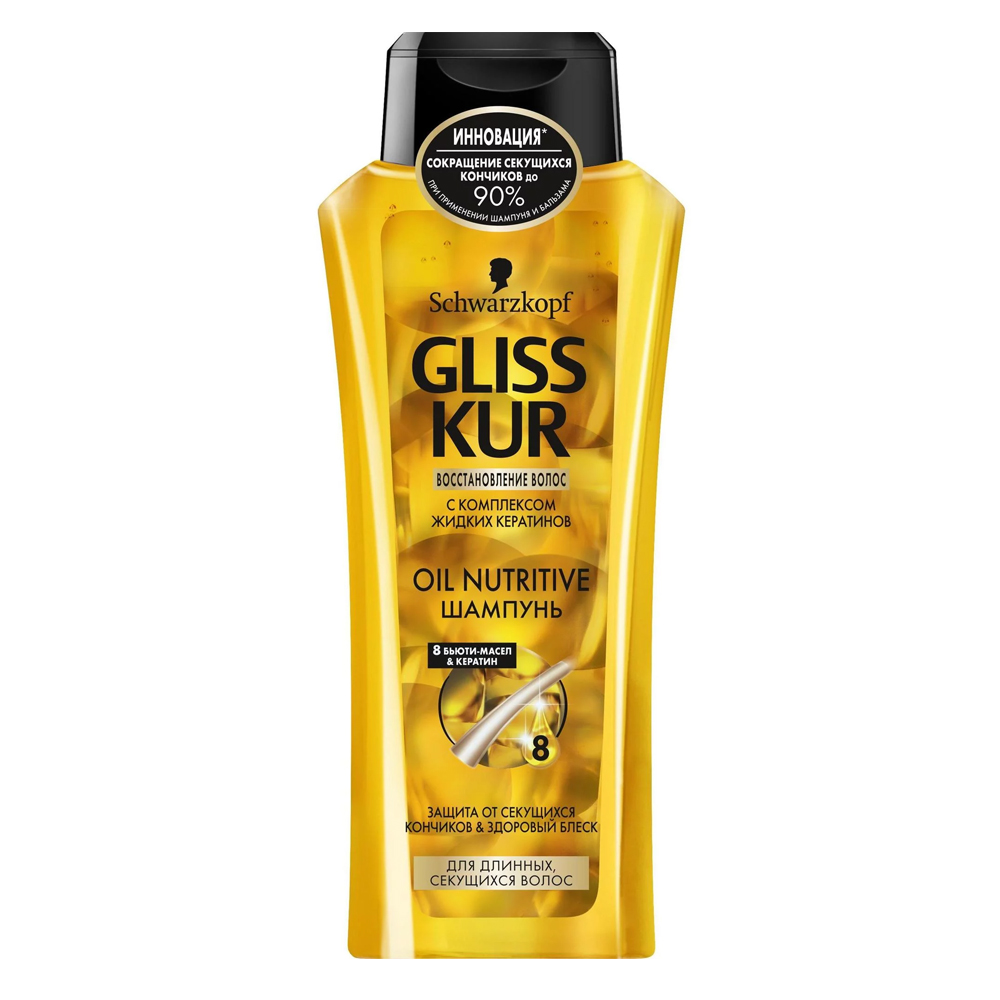 ИННОВАЦИЯ*
СОКРАЩЕНИЕ СЕКУЩИХСЯ
КОНЧИКОВ до
90%
ПРИ ПРИМЕНЕНИИ ШАМПУНЯ И БАЛЬЗАМА
Schwarzkopf
GLISS
KUR
ВОССТАНОВЛЕНИЕ ВОЛОС
С КОМПЛЕКСОМ
ЖИДКИХ КЕРАТИНОВ
OIL NUTRITIVE
ШАМПУНЬ
8 БЬЮТИ-МАСЕЛ
& КЕРАТИН
8
ЗАЩИТА ОТ СЕКУЩИХСЯ
КОНЧИКОВ & ЗДОРОВЫЙ БЛЕСК
ДЛЯ ДЛИННЫХ,
СЕКУЩИХСЯ ВОЛОС